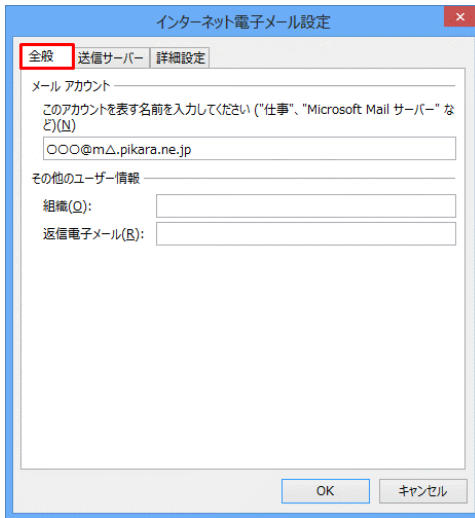 インターネット電子メール設定
全般 送信サーバー 詳細設定
メール アカウント
このアカウントを表す名前を入力してください ("仕事"、"Microsoft Mail サーバー" な
ど)(N)
○○○@m△.pikara.ne.jp
その他のユーザー情報
組織(O):
返信電子メール(R):
OK キャンセル